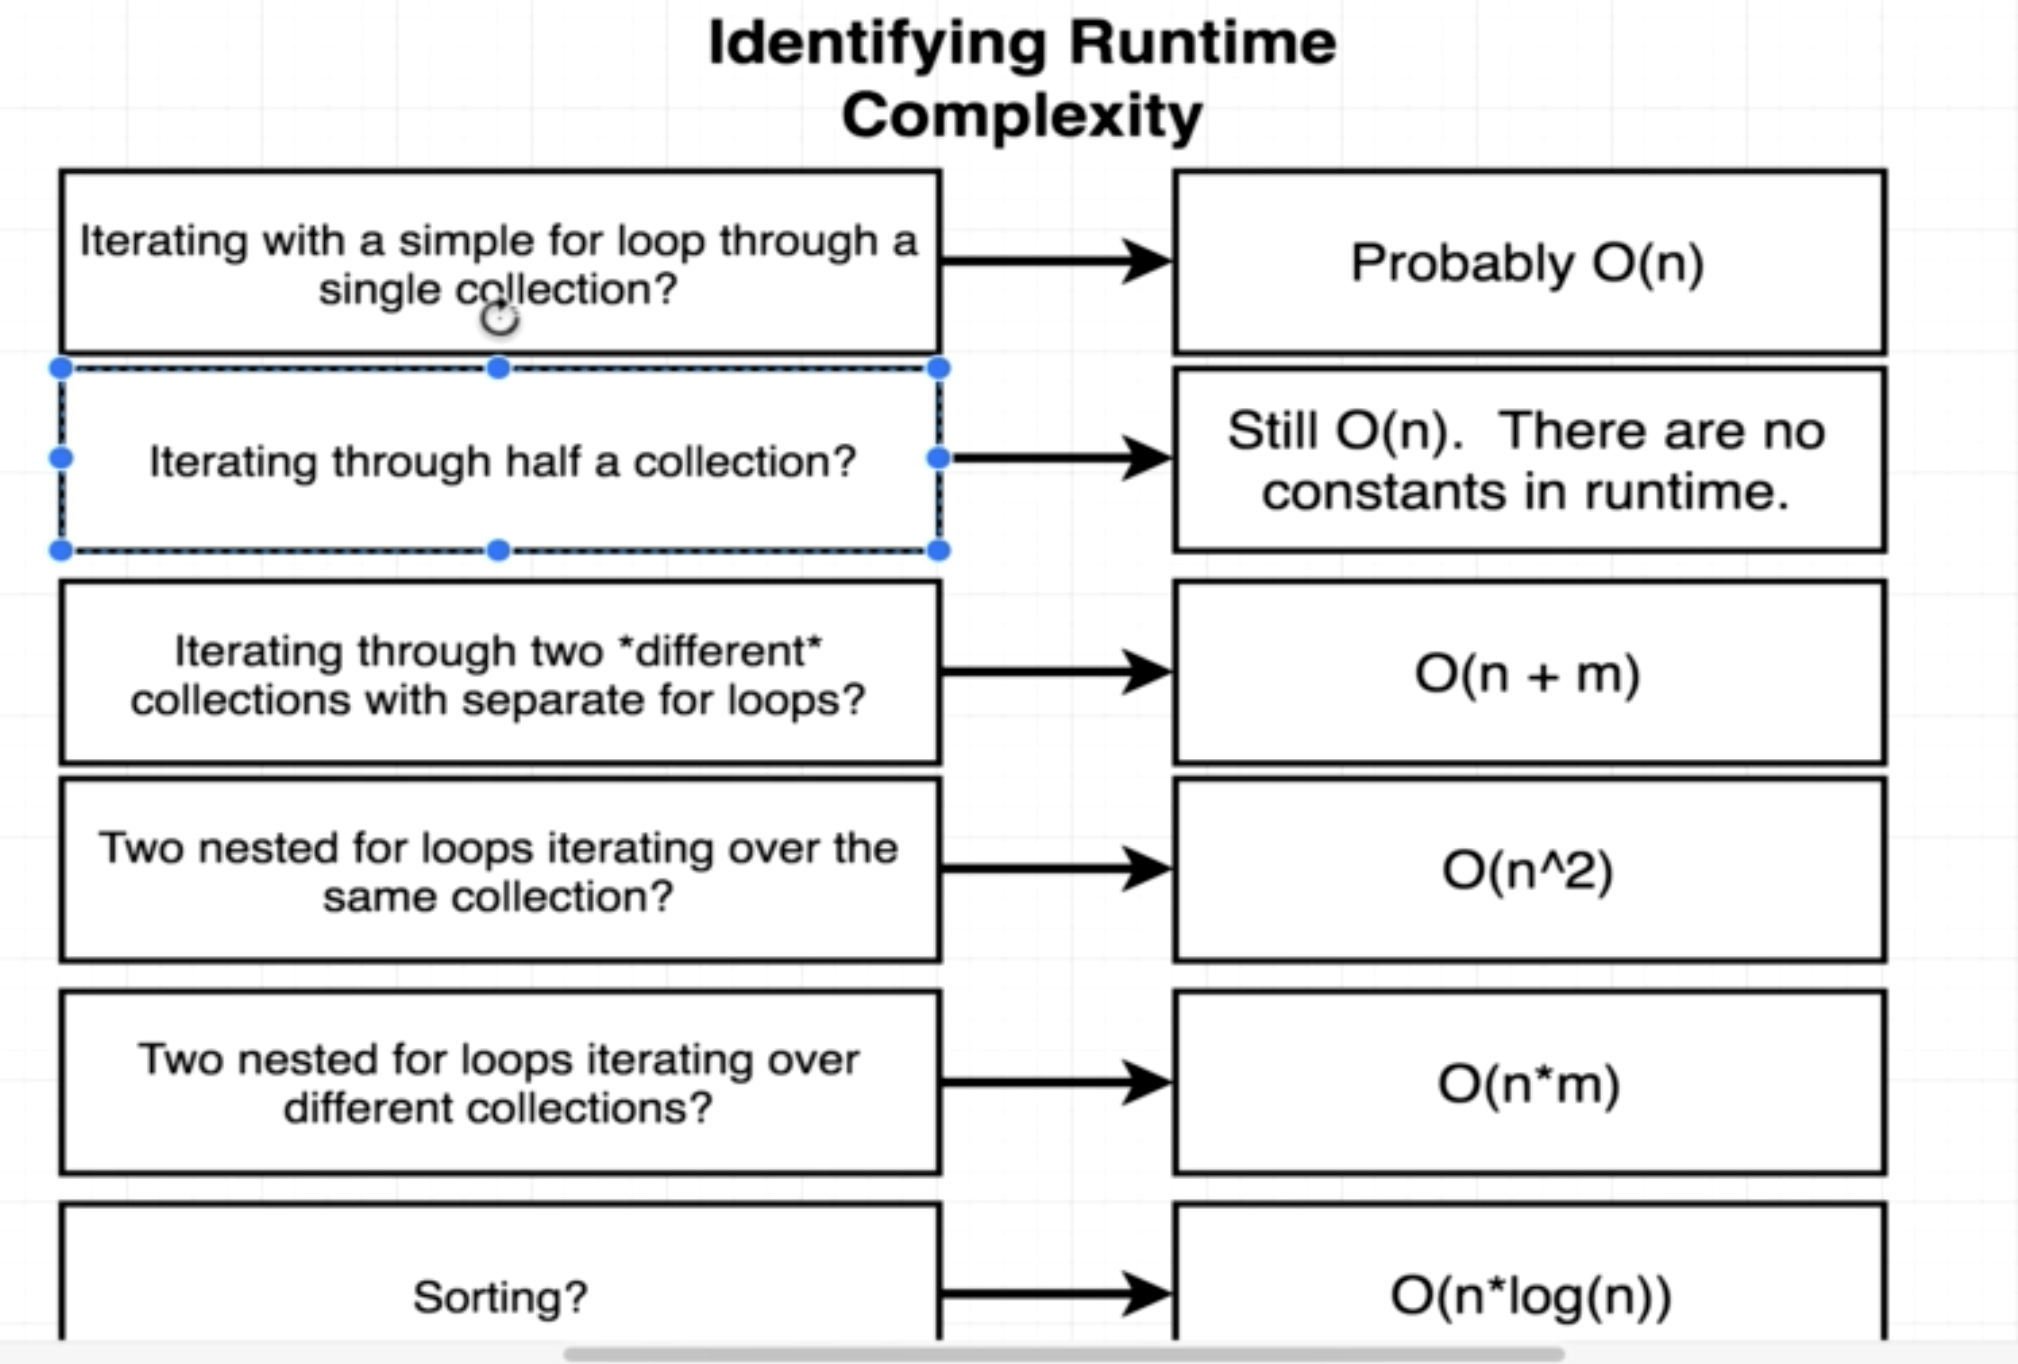 Identifying Runtime
Complexity
Iterating with a simple for loop through a
single collection?
Probably O(n)
Iterating through half a collection?
Still O(n).  There are no
constants in runtime.
Iterating through two *different*
collections with separate for loops?
O(n + m)
Two nested for loops iterating over the
same collection?
O(n^2)
Two nested for loops iterating over
different collections?
O(n*m)
Sorting?
O(n*log(n))